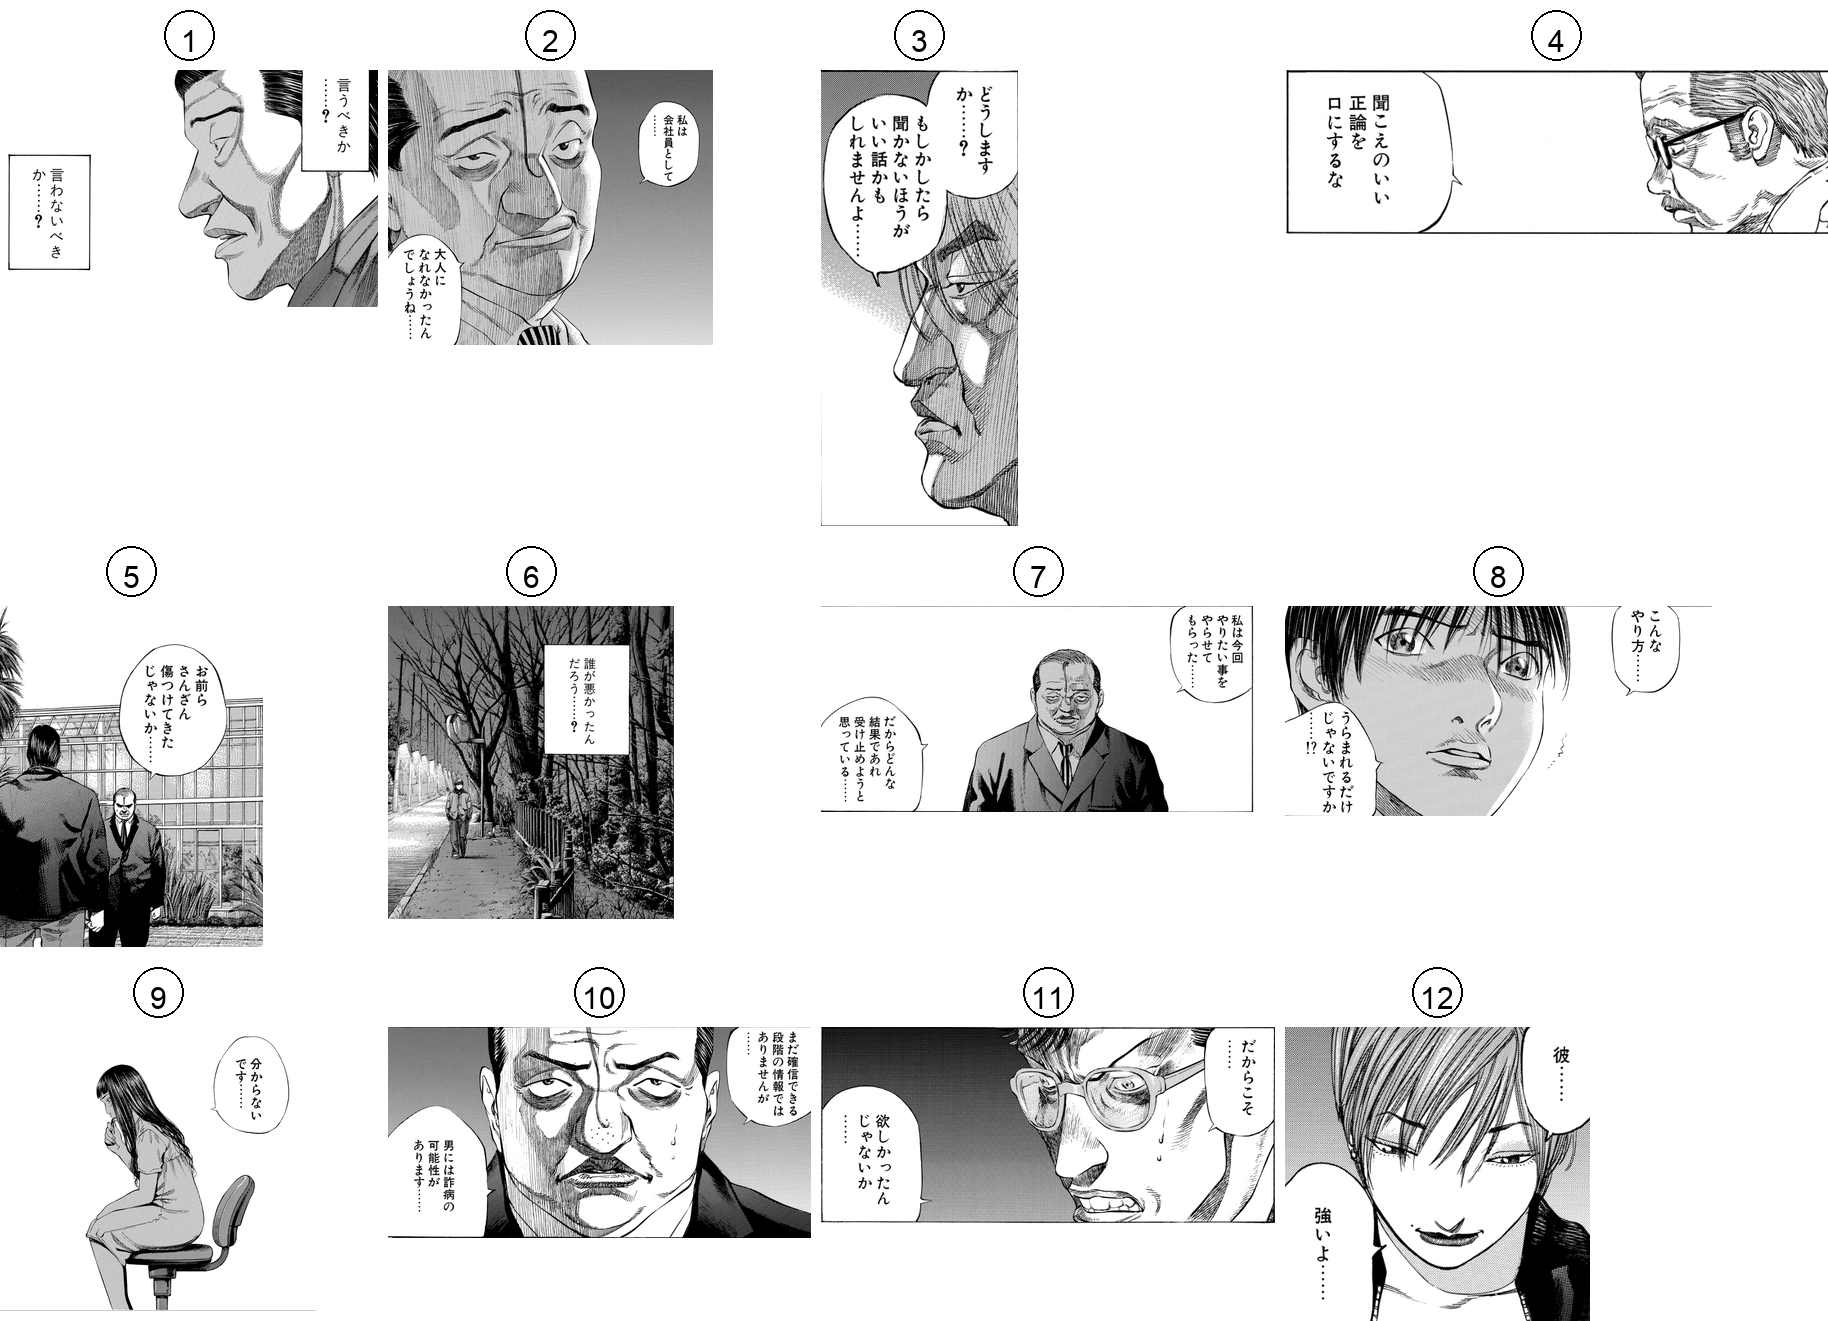 1
言うべきか
……?
言わないべき
か……?
2
私は
会社員として
……
大人に
なれなかったん
でしょうね……
3
どうします
か………?
もしかしたら
聞かないほうが
いい話かも
しれませんよ……
4
聞こえのいい
正論を
口にするな
5
お前ら
さんざん
傷つけてきた
じゃないか……
6
誰が悪かったん
だろう……?
7
私は今回
やりたい事を
やらせて
もらった……
だからどんな
結果であれ
受け止めようと
思っている……
8
こんな
やり方……
うらまれるだけ
じゃないですか
……!?
9
分からない
です……
10
まだ確信できる
段階の情報では
ありませんが
……
男には詐病の
可能性が
あります……
11
だからこそ
……
欲しかったん
じゃないか
……
12
彼……
強いよ……